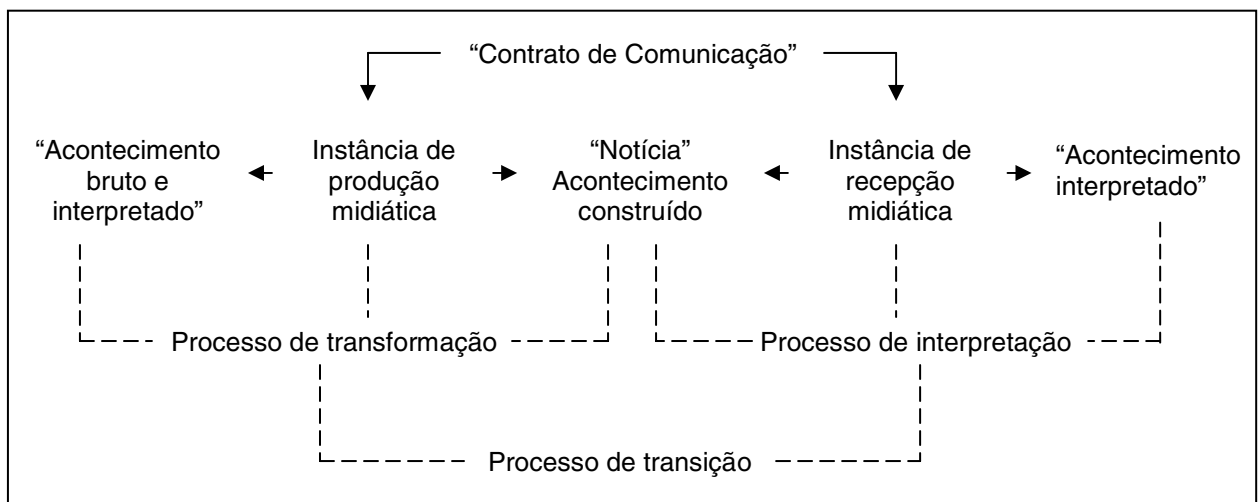 “Contrato de Comunicação”
“Acontecimento
bruto e
interpretado”
Instância de
produção
midiática
“Notícia”
Acontecimento
construído
Instância de
recepção
midiática
“Acontecimento
interpretado”
Processo de transformação
Processo de interpretação
Processo de transição